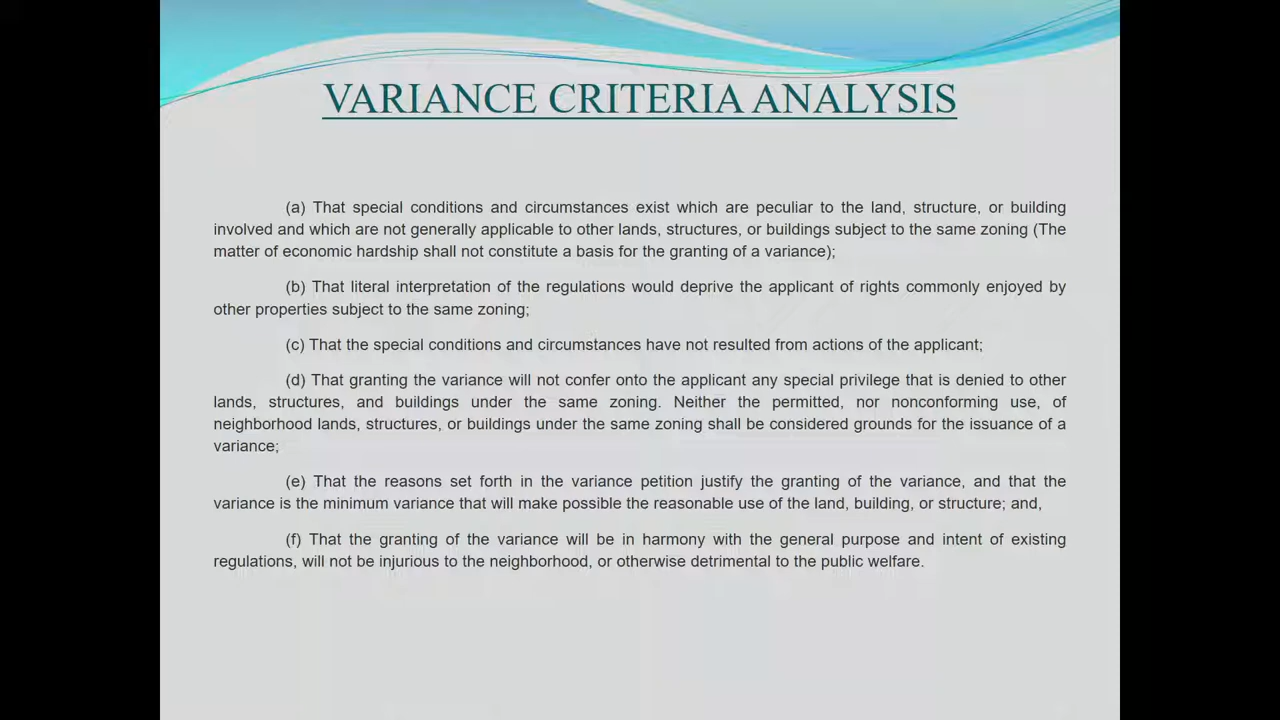 VARIANCE CRITERIA ANALYSIS
(a) That special conditions and circumstances exist which are peculiar to the land, structure, or building
involved and which are not generally applicable to other lands, structures, or buildings subject to the same zoning (The
matter of economic hardship shall not constitute a basis for the granting of a variance);
(b) That literal interpretation of the regulations would deprive the applicant of rights commonly enjoyed by
other properties subject to the same zoning;
(c) That the special conditions and circumstances have not resulted from actions of the applicant;
(d) That granting the variance will not confer onto the applicant any special privilege that is denied to other
lands, structures, and buildings under the same zoning. Neither the permitted, nor nonconforming use, of
neighborhood lands, structures, or buildings under the same zoning shall be considered grounds for the issuance of a
variance;
(e) That the reasons set forth in the variance petition justify the granting of the variance, and that the
variance is the minimum variance that will make possible the reasonable use of the land, building, or structure; and,
(f) That the granting of the variance will be in harmony with the general purpose and intent of existing
regulations, will not be injurious to the neighborhood, or otherwise detrimental to the public welfare.